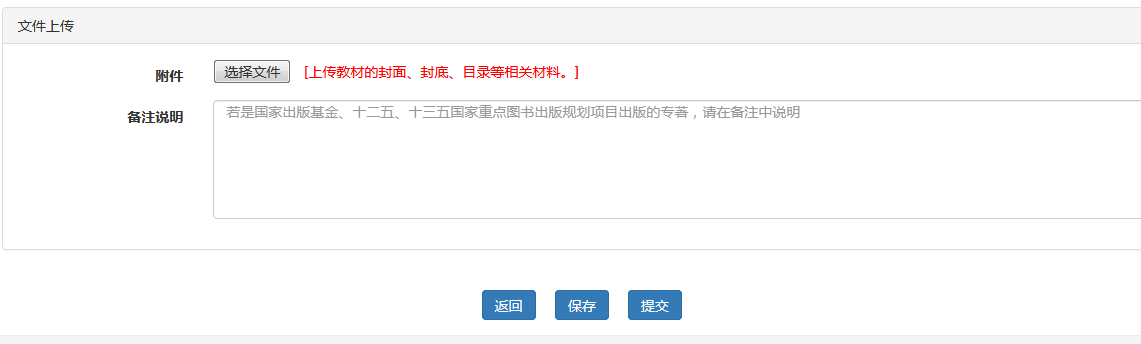 文件上传
附件 选择文件 [上传教材的封面、封底、目录等相关材料。]
备注说明 若是国家出版基金、十二五、十三五国家重点图书出版规划项目出版的专著，请在备注中说明
返回 保存 提交